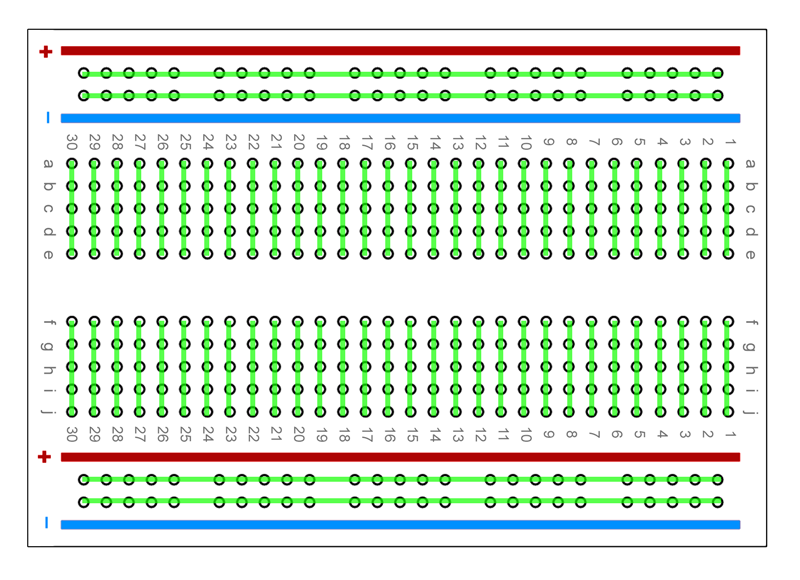 +
−
30 29 28 27 26 25 24 23 22 21 20 19 18 17 16 15 14 13 12 11 10 9 8 7 6 5 4 3 2 1
a a
b b
c c
d d
e e
f f
g g
h h
i i
j j
30 29 28 27 26 25 24 23 22 21 20 19 18 17 16 15 14 13 12 11 10 9 8 7 6 5 4 3 2 1
+
−